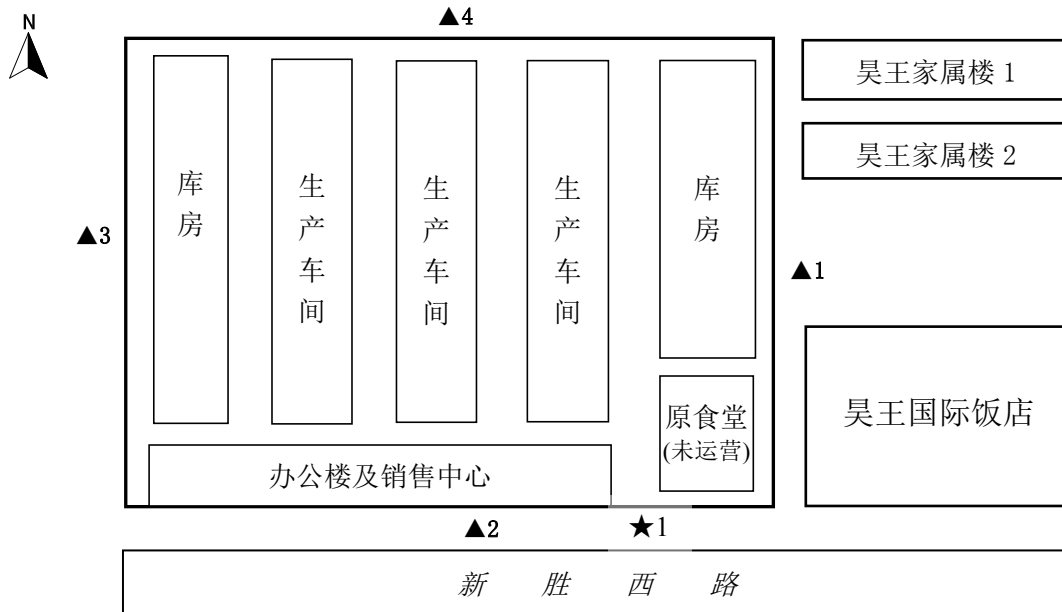 N
▲4
昊王家属楼 1
昊王家属楼 2
库房
生产车间
生产车间
生产车间
库房
▲3
▲1
原食堂
(未运营)
昊王国际饭店
办公楼及销售中心
▲2
★1
新胜西路